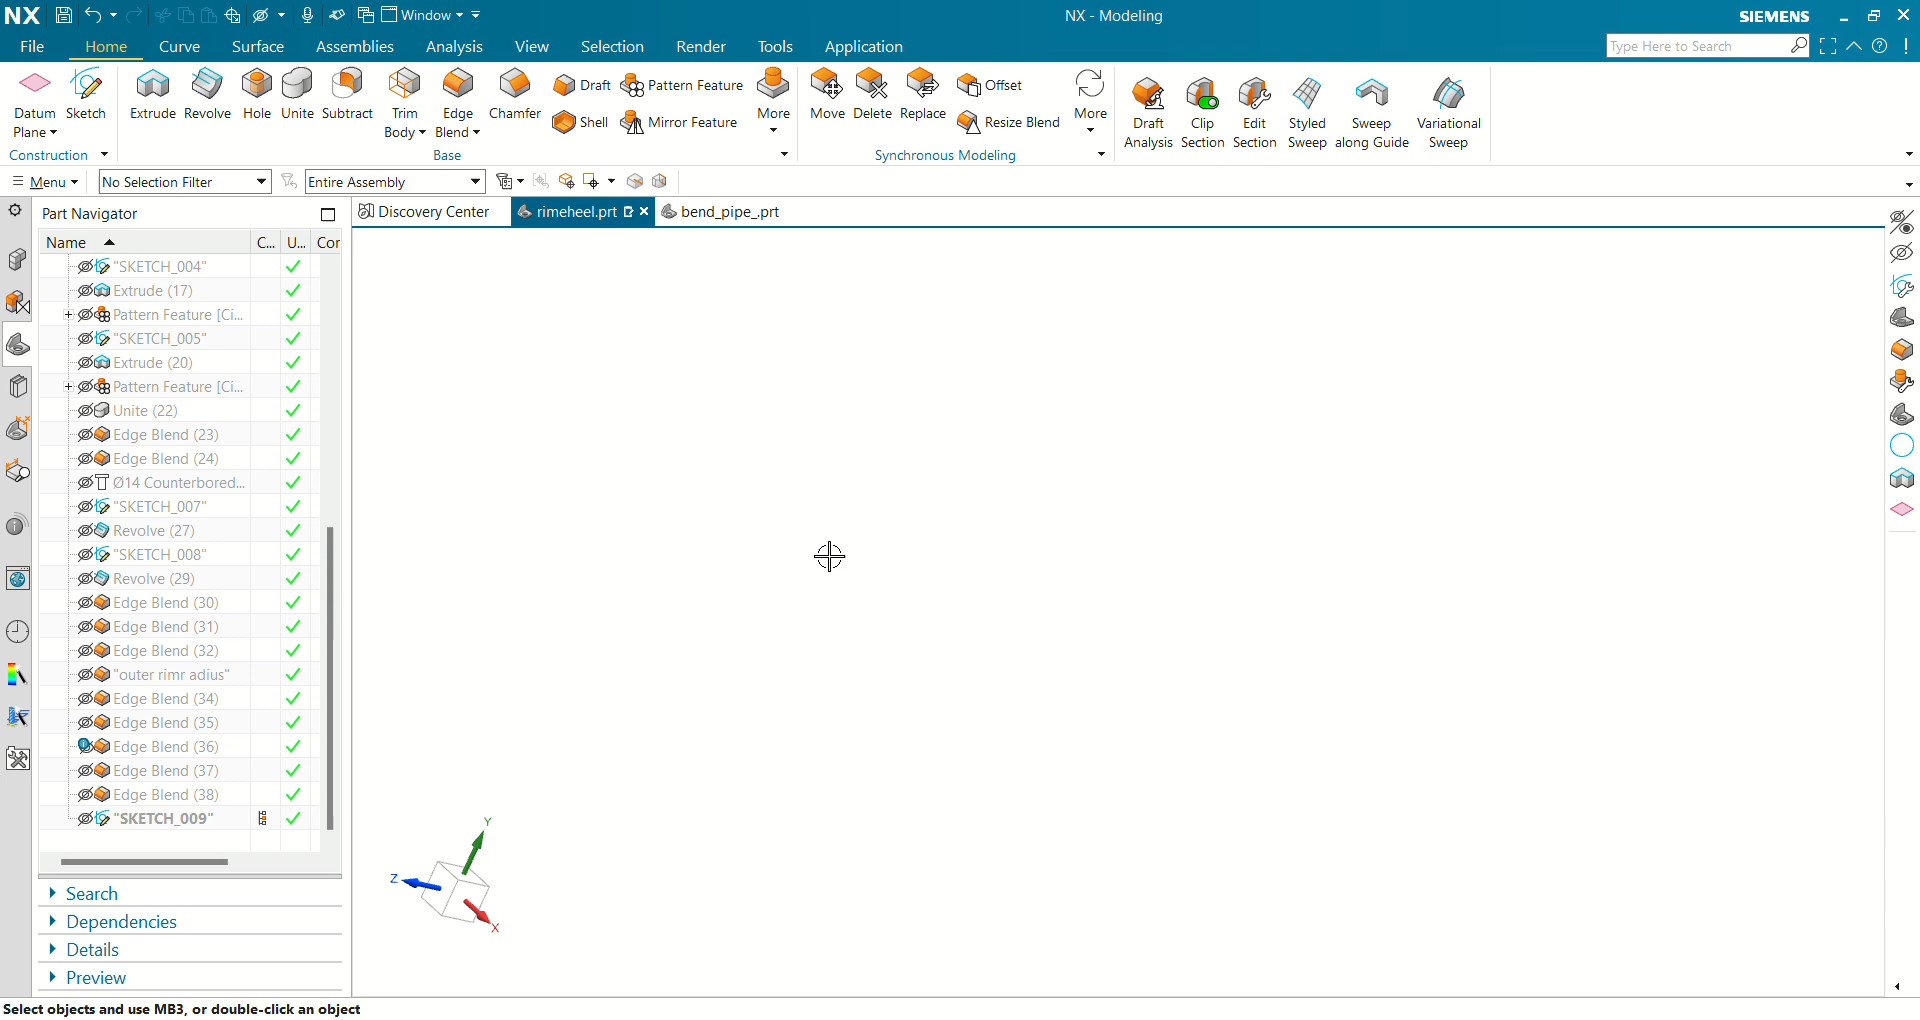 NX
Window
NX - Modeling
SIEMENS
File
Home
Curve
Surface
Assemblies
Analysis
View
Selection
Render
Tools
Application
Type Here to Search
Datum
Plane
Sketch
Extrude
Revolve
Hole
Unite
Subtract
Trim
Body
Edge
Blend
Chamfer
Draft
Shell
Pattern Feature
Mirror Feature
More
Move
Delete
Replace
Offset
Resize Blend
More
Draft
Analysis
Clip
Section
Edit
Section
Styled
Sweep
Sweep
along Guide
Variational
Sweep
Construction
Base
Synchronous Modeling
Menu
No Selection Filter
Entire Assembly
Part Navigator
Discovery Center
rimeheel.prt
bend_pipe_.prt
Name C... U... Cor
"SKETCH_004"
Extrude (17)
Pattern Feature [Ci...
"SKETCH_005"
Extrude (20)
Pattern Feature [Ci...
Unite (22)
Edge Blend (23)
Edge Blend (24)
Ø14 Counterbored...
"SKETCH_007"
Revolve (27)
"SKETCH_008"
Revolve (29)
Edge Blend (30)
Edge Blend (31)
Edge Blend (32)
"outer rimr adius"
Edge Blend (34)
Edge Blend (35)
Edge Blend (36)
Edge Blend (37)
Edge Blend (38)
"SKETCH_009"
Y
Z
X
Search
Dependencies
Details
Preview
Select objects and use MB3, or double-click an object